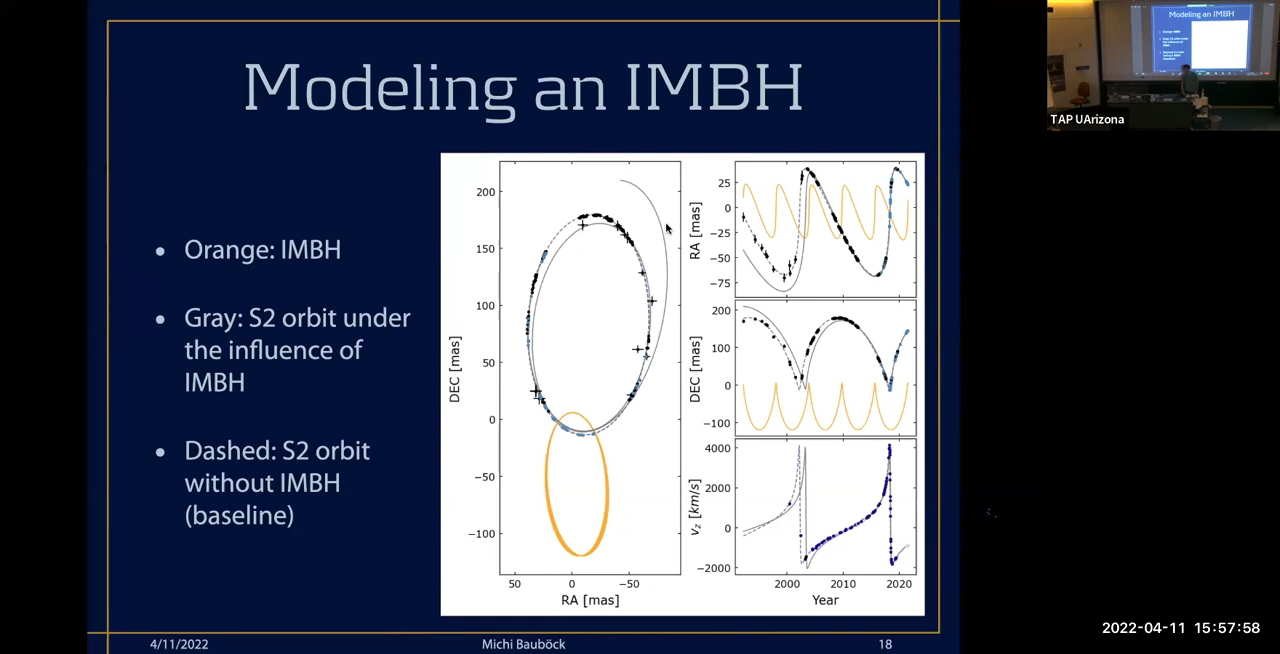 Modeling an IMBH
• Orange: IMBH
• Gray: S2 orbit under
the influence of
IMBH
• Dashed: S2 orbit
without IMBH
(baseline)
200
150
100
50
0
−50
−100
DEC [mas]
50
0
−50
RA [mas]
25
0
−25
−50
−75
RA [mas]
200
100
0
−100
DEC [mas]
4000
2000
0
−2000
vz [km/s]
2000
2010
2020
Year
4/11/2022
Michi Bauböck
18
Modeling an IMBH
TAP UArizona
2022-04-11 15:57:58